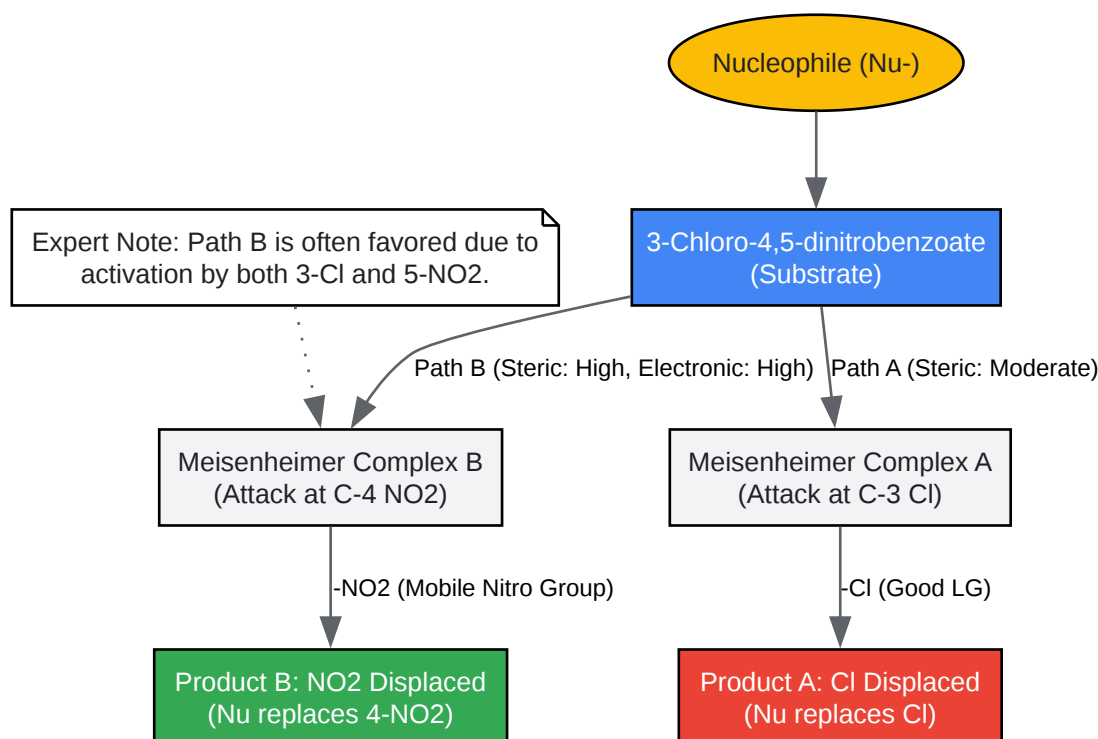 Nucleophile (Nu-)
Expert Note: Path B is often favored due to
activation by both 3-Cl and 5-NO2.
3-Chloro-4,5-dinitrobenzoate
(Substrate)
Path B (Steric: High, Electronic: High)
Path A (Steric: Moderate)
Meisenheimer Complex B
(Attack at C-4 NO2)
Meisenheimer Complex A
(Attack at C-3 Cl)
-NO2 (Mobile Nitro Group)
-Cl (Good LG)
Product B: NO2 Displaced
(Nu replaces 4-NO2)
Product A: Cl Displaced
(Nu replaces Cl)